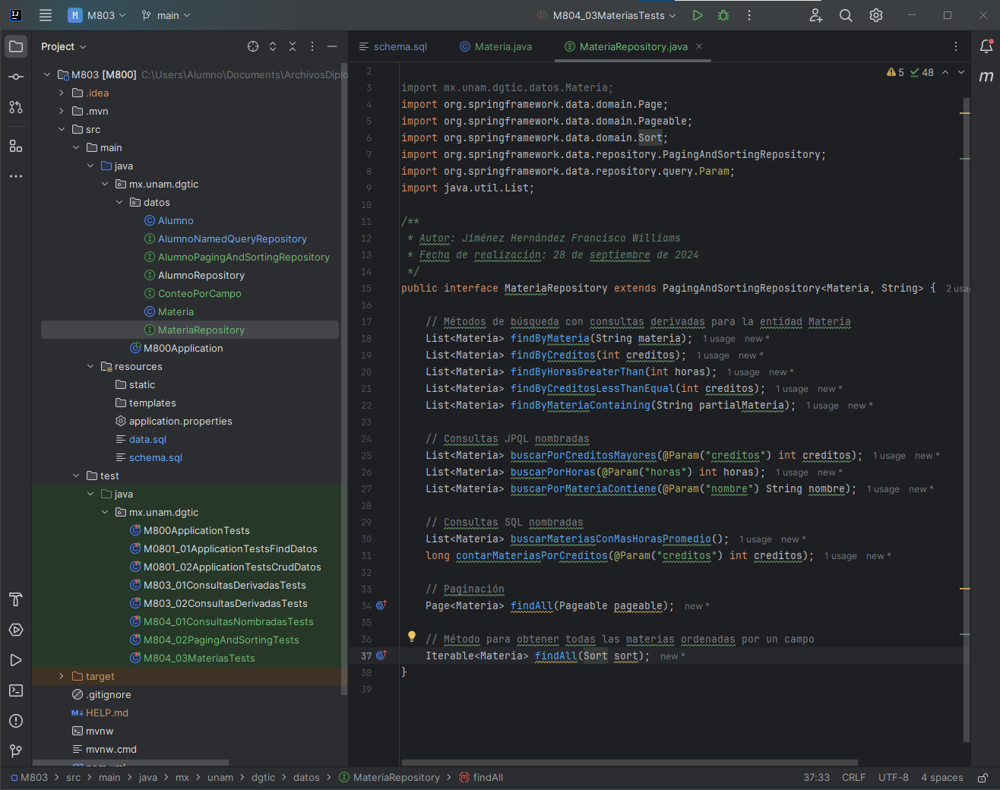 M M803 main M804_03MateriasTests
Project
schema.sql Materia.java MateriaRepository.java
M803 [M800] C:\Users\Alumno\Documents\ArchivosDiplo
.idea
.mvn
src
main
java
mx.unam.dgtic
datos
Alumno
AlumnoNamedQueryRepository
AlumnoPagingAndSortingRepository
AlumnoRepository
ConteoPorCampo
Materia
MateriaRepository
M800Application
resources
static
templates
application.properties
data.sql
schema.sql
test
java
mx.unam.dgtic
M800ApplicationTests
M0801_01ApplicationTestsFindDatos
M0801_02ApplicationTestsCrudDatos
M803_01ConsultasDerivadasTests
M803_02ConsultasDerivadasTests
M804_01ConsultasNombradasTests
M804_02PagingAndSortingTests
M804_03MateriasTests
target
.gitignore
HELP.md
mvnw
mvnw.cmd
5 48
2
3 import mx.unam.dgtic.datos.Materia;
4 import org.springframework.data.domain.Page;
5 import org.springframework.data.domain.Pageable;
6 import org.springframework.data.domain.Sort;
7 import org.springframework.data.repository.PagingAndSortingRepository;
8 import org.springframework.data.repository.query.Param;
9 import java.util.List;
10
11 /**
12 * Autor: Jiménez Hernández Francisco Williams
13 * Fecha de realización: 28 de septiembre de 2024
14 */
15 public interface MateriaRepository extends PagingAndSortingRepository<Materia, String> { 2 usag
16
17 // Métodos de búsqueda con consultas derivadas para la entidad Materia
18 List<Materia> findByMateria(String materia); 1 usage new *
19 List<Materia> findByCreditos(int creditos); 1 usage new *
20 List<Materia> findByHorasGreaterThan(int horas); 1 usage new *
21 List<Materia> findByCreditosLessThanEqual(int creditos); 1 usage new *
22 List<Materia> findByMateriaContaining(String partialMateria); 1 usage new *
23
24 // Consultas JPQL nombradas
25 List<Materia> buscarPorCreditosMayores(@Param("creditos") int creditos); 1 usage new *
26 List<Materia> buscarPorHoras(@Param("horas") int horas); 1 usage new *
27 List<Materia> buscarPorMateriaContiene(@Param("nombre") String nombre); 1 usage new *
28
29 // Consultas SQL nombradas
30 List<Materia> buscarMateriasConMasHorasPromedio(); 1 usage new *
31 long contarMateriasPorCreditos(@Param("creditos") int creditos); 1 usage new *
32
33 // Paginación
34 Page<Materia> findAll(Pageable pageable); new *
35
36 // Método para obtener todas las materias ordenadas por un campo
37 Iterable<Materia> findAll(Sort sort); new *
38 }
39
M803 > src > main > java > mx > unam > dgtic > datos > MateriaRepository > findAll 37:33 CRLF UTF-8 4 spaces